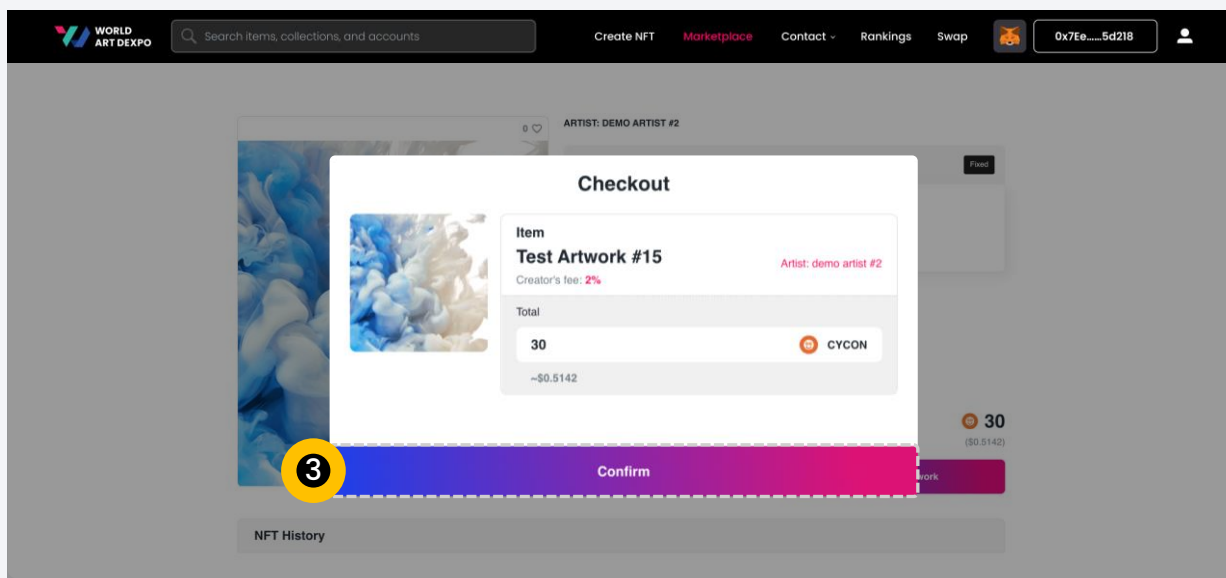 WORLD
ART DEXPO
Search items, collections, and accounts
Create NFT
Marketplace
Contact
Rankings
Swap
0x7Ee......5d218
0
ARTIST: DEMO ARTIST #2
Fixed
Checkout
Item
Test Artwork #15
Artist: demo artist #2
Creator's fee: 2%
Total
30
CYCON
~$0.5142
30
($0.5142)
3
Confirm
NFT History